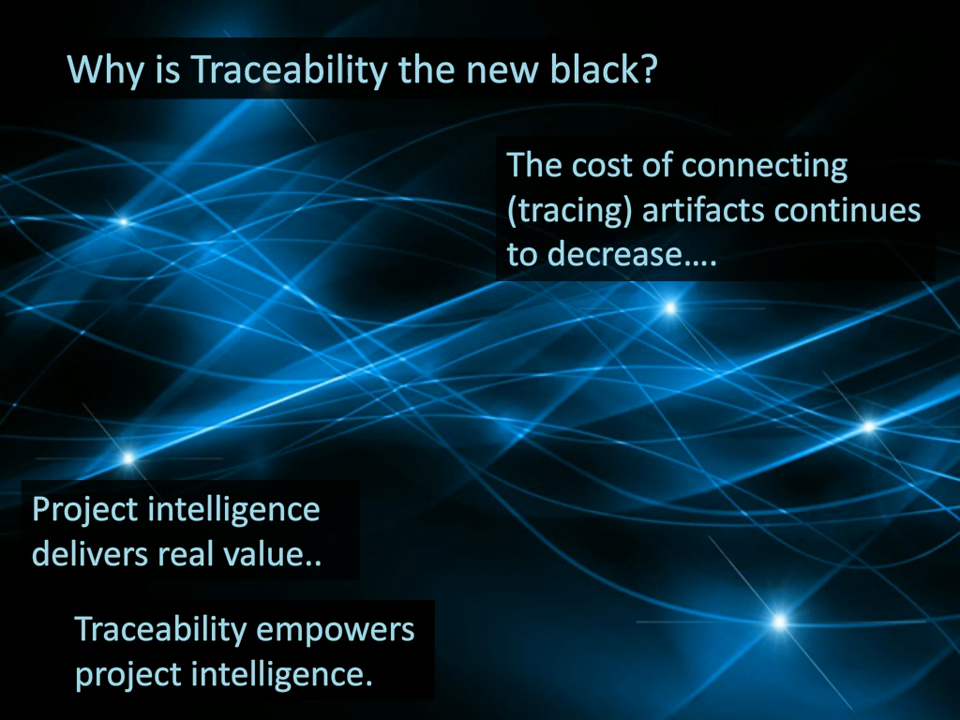 Why is Traceability the new black?
The cost of connecting
(tracing) artifacts continues
to decrease….
Project intelligence
delivers real value..
Traceability empowers
project intelligence.